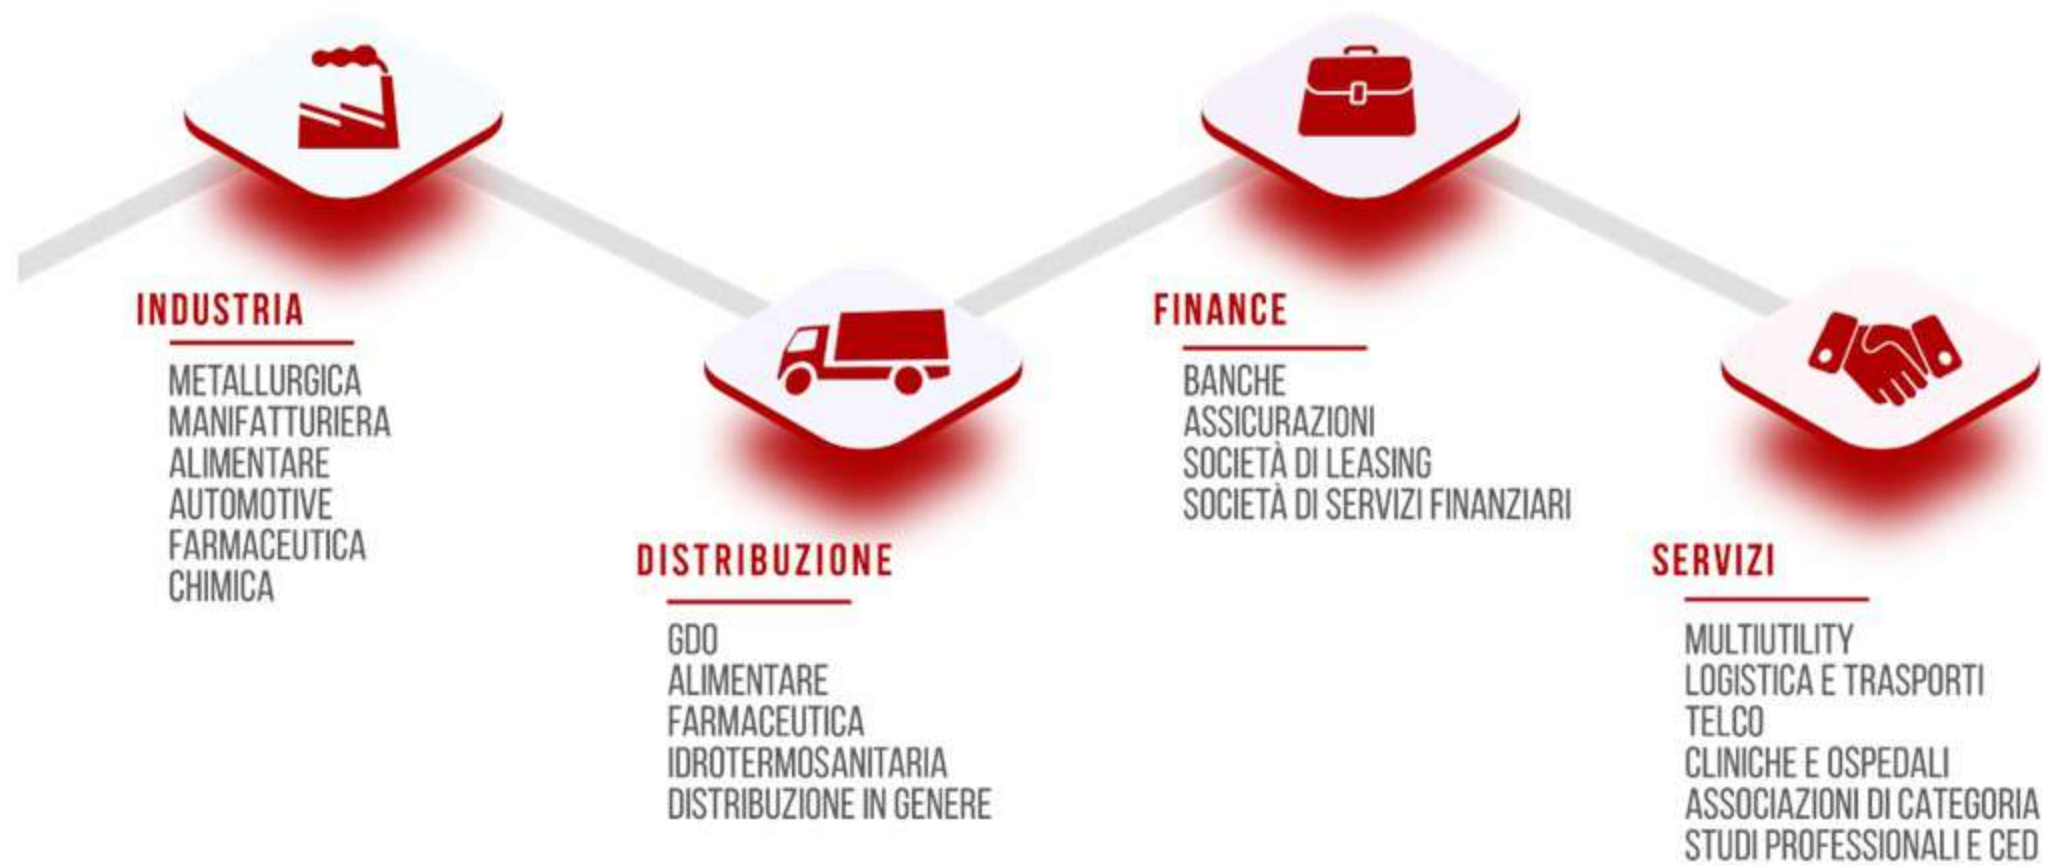 INDUSTRIA
METALLURGICA
MANIFATTURIERA
ALIMENTARE
AUTOMOTIVE
FARMACEUTICA
CHIMICA
DISTRIBUZIONE
GDO
ALIMENTARE
FARMACEUTICA
IDROTERMOSANITARIA
DISTRIBUZIONE IN GENERE
FINANCE
BANCHE
ASSICURAZIONI
SOCIETÀ DI LEASING
SOCIETÀ DI SERVIZI FINANZIARI
SERVIZI
MULTIUTILITY
LOGISTICA E TRASPORTI
TELCO
CLINICHE E OSPEDALI
ASSOCIAZIONI DI CATEGORIA
STUDI PROFESSIONALI E CED